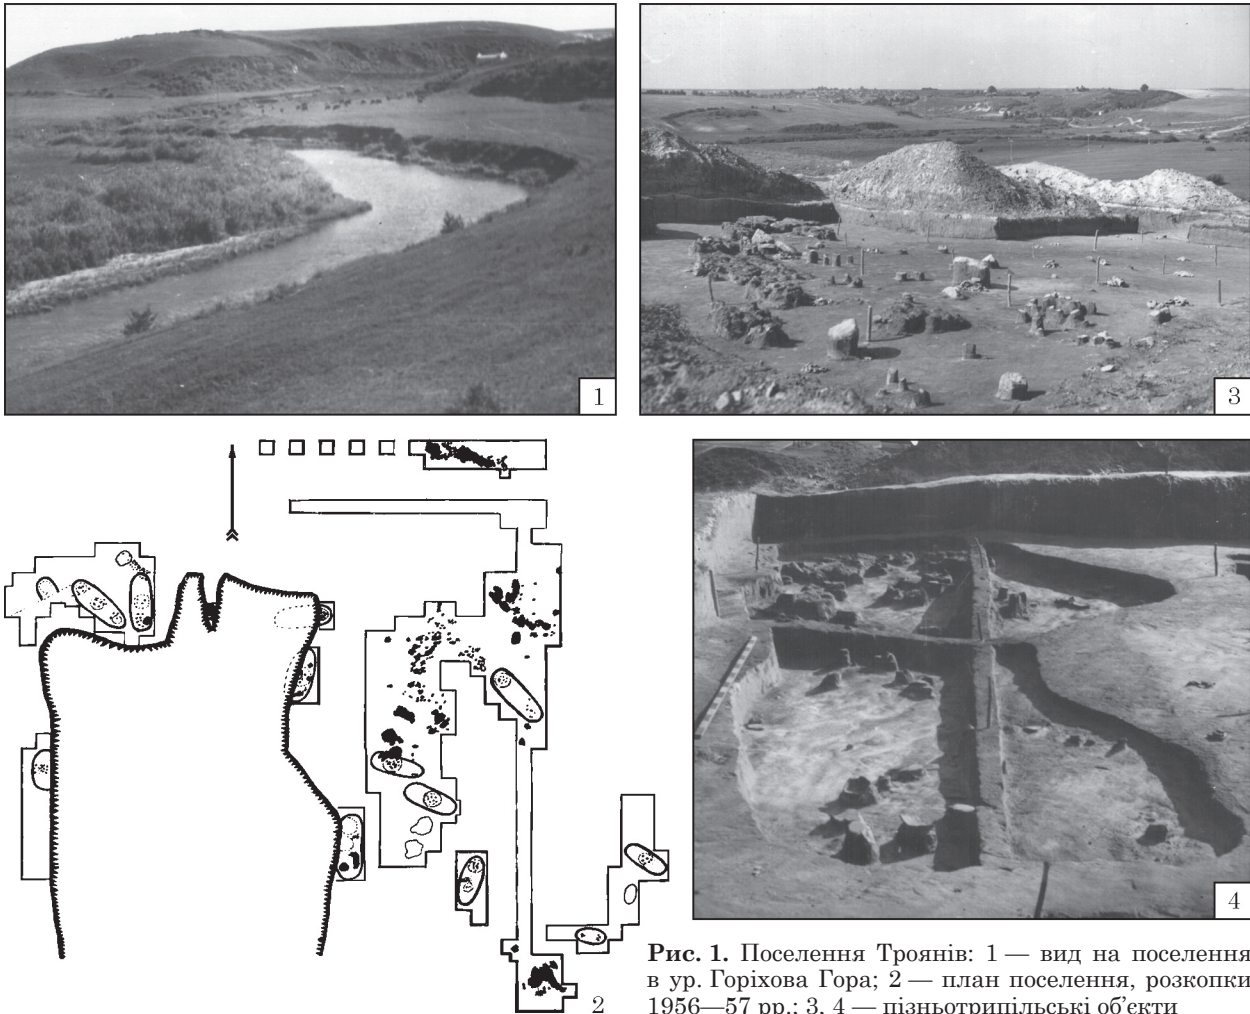 1
3
2
4
Рис. 1. Поселення Троянів: 1 — вид на поселення
в ур. Горіхова Гора; 2 — план поселення, розкопки
1956—57 рр.; 3, 4 — пізньотрипільські об’єкти